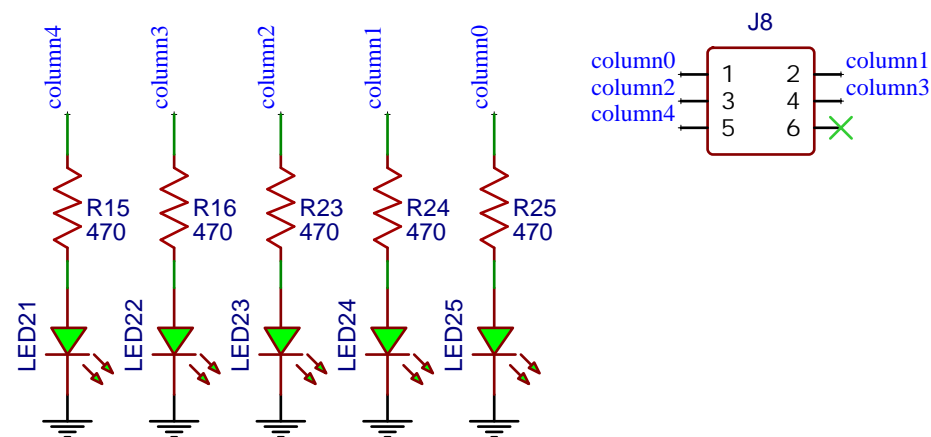 column4
column3
column2
column1
column0
R15
470
R16
470
R23
470
R24
470
R25
470
LED21
LED22
LED23
LED24
LED25
J8
column0 1 2 column1
column2 3 4 column3
column4 5 6